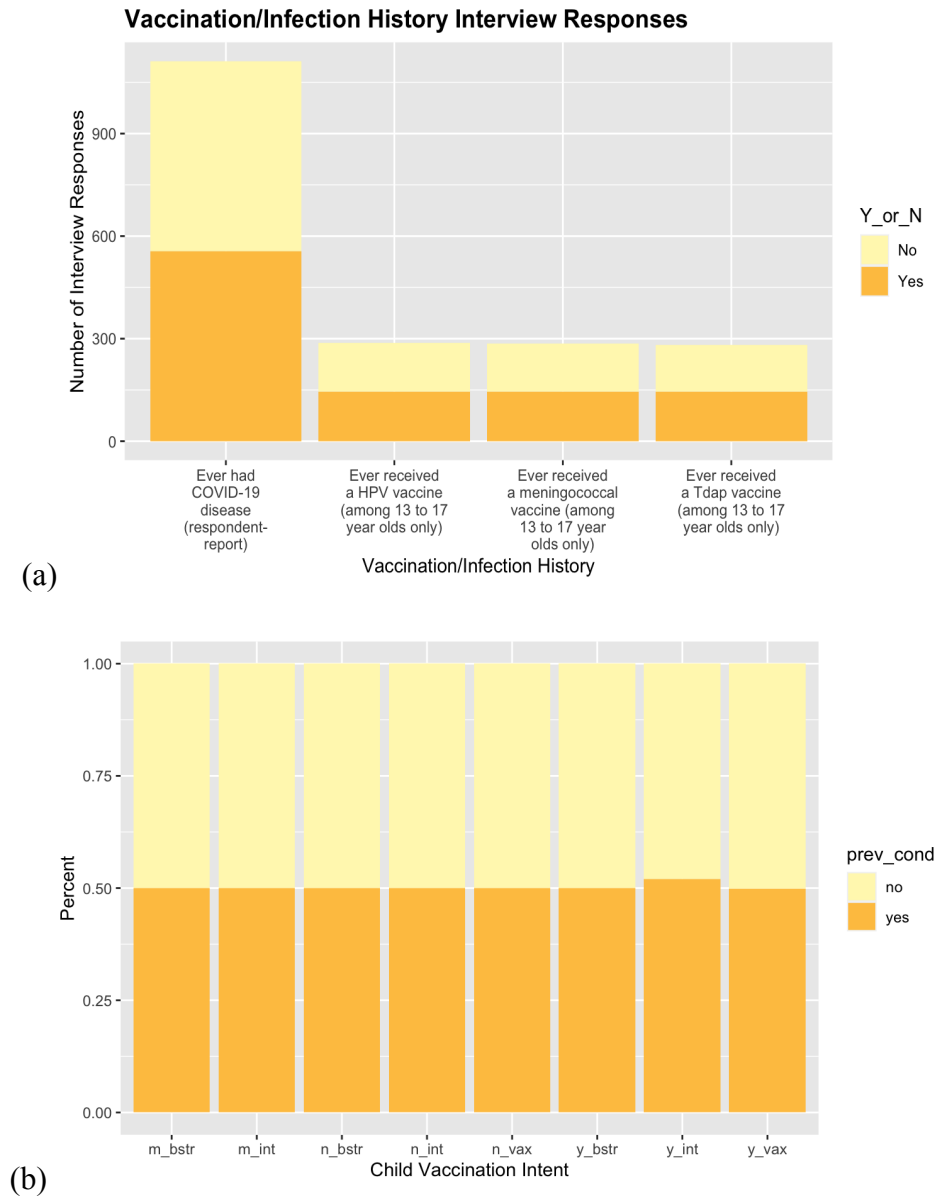 Vaccination/Infection History Interview Responses
Number of Interview Responses
900
600
300
0
Y_or_N
No
Yes
Ever had
COVID-19
disease
(respondent-
report)
Ever received
a HPV vaccine
(among 13 to 17
year olds only)
Ever received
a meningococcal
vaccine (among
13 to 17 year
olds only)
Ever received
a Tdap vaccine
(among 13 to 17
year olds only)
Vaccination/Infection History
(a)
Percent
1.00
0.75
0.50
0.25
0.00
prev_cond
no
yes
m_bstr m_int n_bstr n_int n_vax y_bstr y_int y_vax
Child Vaccination Intent
(b)